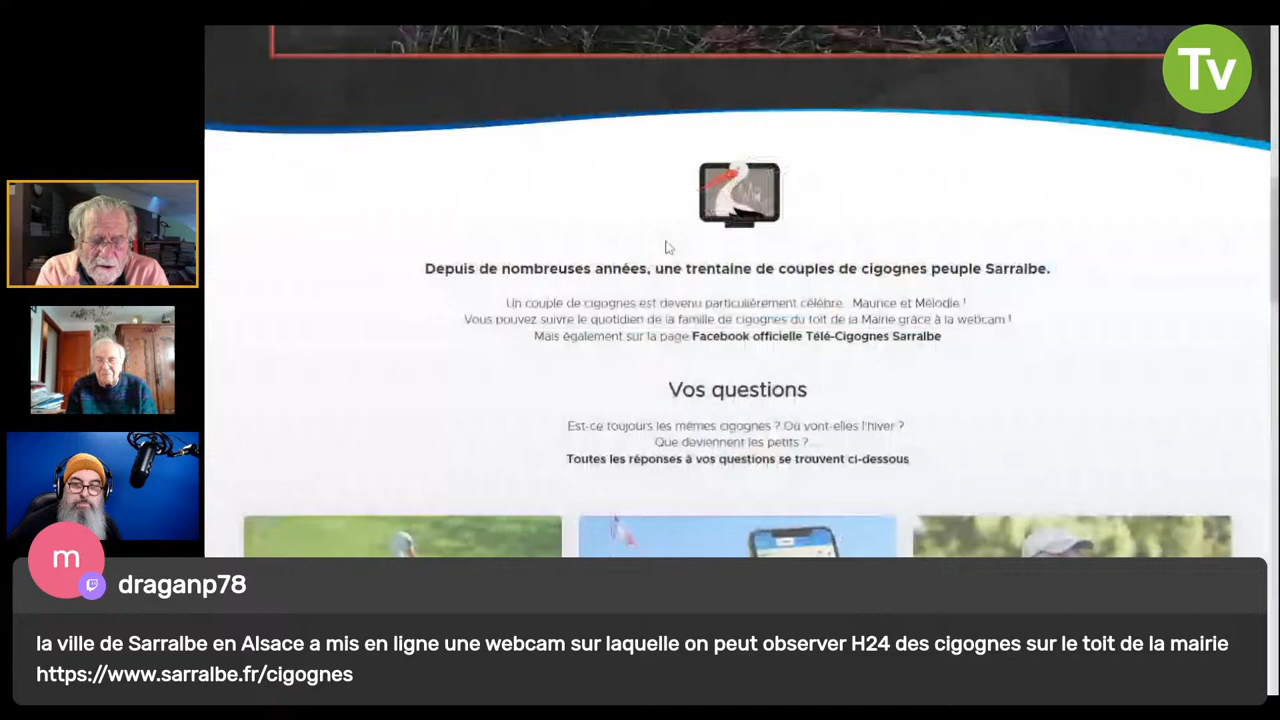 Tv
Depuis de nombreuses années, une trentaine de couples de cigognes peuple Sarralbe.
Un couple de cigognes est devenu particulièrement célèbre Maurice et Mélodie !
Vous pouvez suivre le quotidien de la famille de cigognes du toit de la Mairie grâce à la webcam !
Mais également sur la page Facebook officielle Télé-Cigognes Sarralbe
Vos questions
Est-ce toujours les mêmes cigognes ? Où vont-elles l'hiver ?
Que deviennent les petits ?
Toutes les réponses à vos questions se trouvent ci-dessous
m
draganp78
la ville de Sarralbe en Alsace a mis en ligne une webcam sur laquelle on peut observer H24 des cigognes sur le toit de la mairie
https://www.sarralbe.fr/cigognes